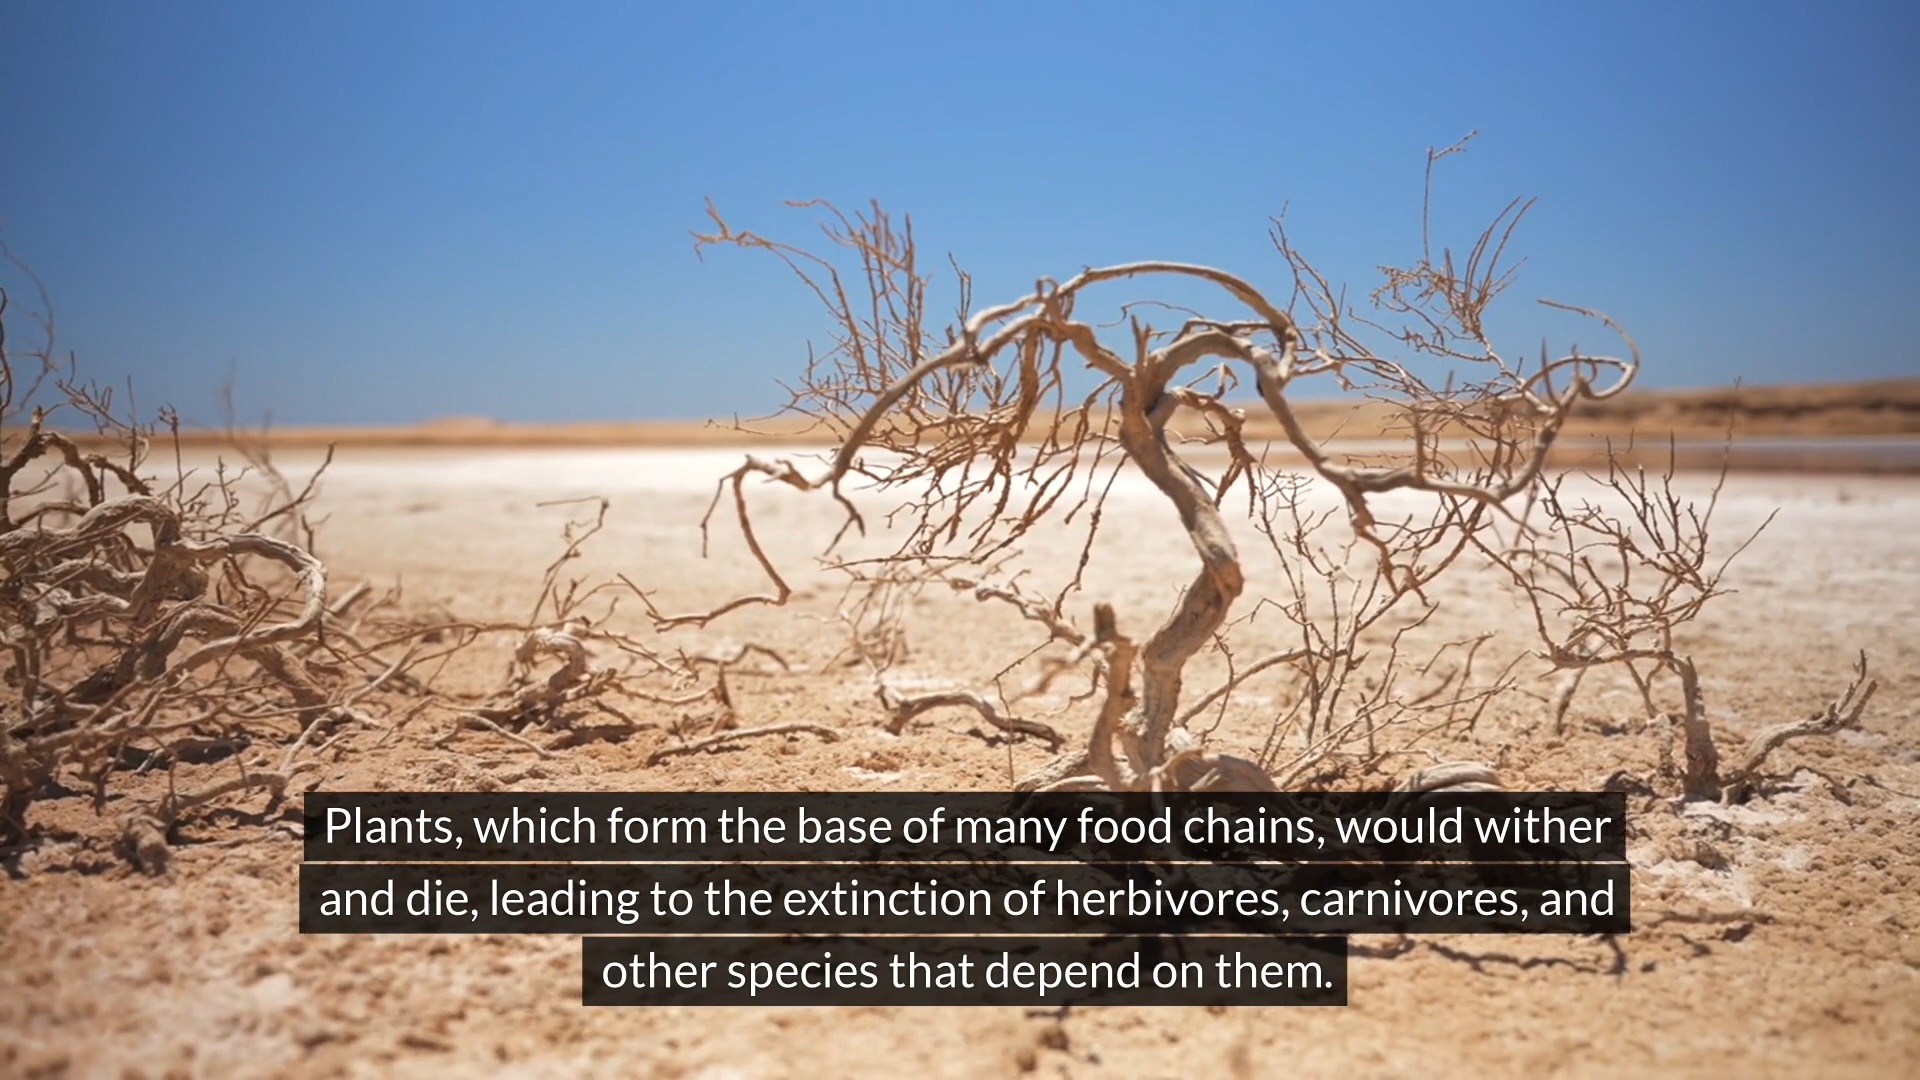 Plants, which form the base of many food chains, would wither
and die, leading to the extinction of herbivores, carnivores, and
other species that depend on them.